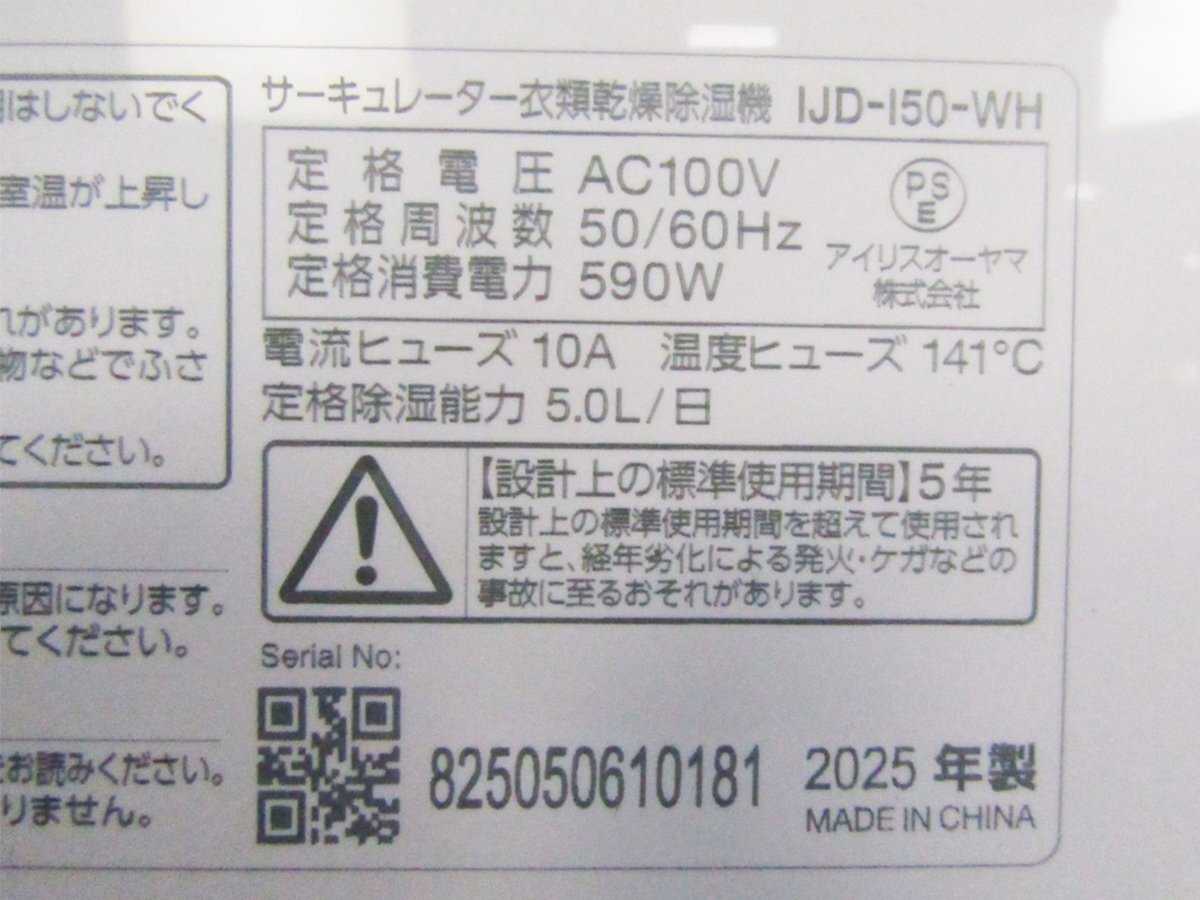 用はしないでく
室温が上昇し
れがあります。
物などでふさ
てください。
原因になります。
てください。
お読みください。
りません。
サーキュレーター衣類乾燥除湿機 IJD-I50-WH
定格電圧 AC100V
定格周波数 50/60Hz
定格消費電力 590W
PS
E
アイリスオーヤマ
株式会社
電流ヒューズ 10A 温度ヒューズ 141°C
定格除湿能力 5.0L/日
【設計上の標準使用期間】5年
設計上の標準使用期間を超えて使用され
ますと、経年劣化による発火・ケガなどの
事故に至るおそれがあります。
Serial No:
825050610181
2025 年製
MADE IN CHINA